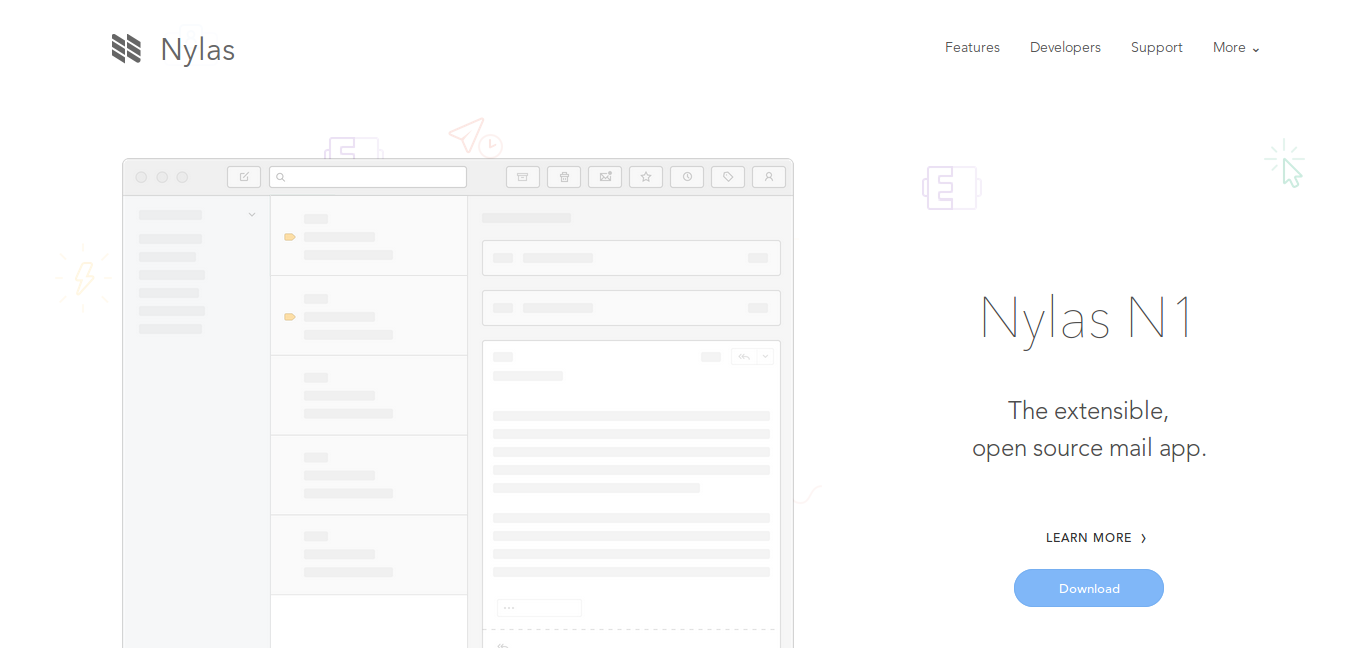 Nylas
Features
Developers
Support
More
Nylas N1
The extensible,
open source mail app.
LEARN MORE
Download